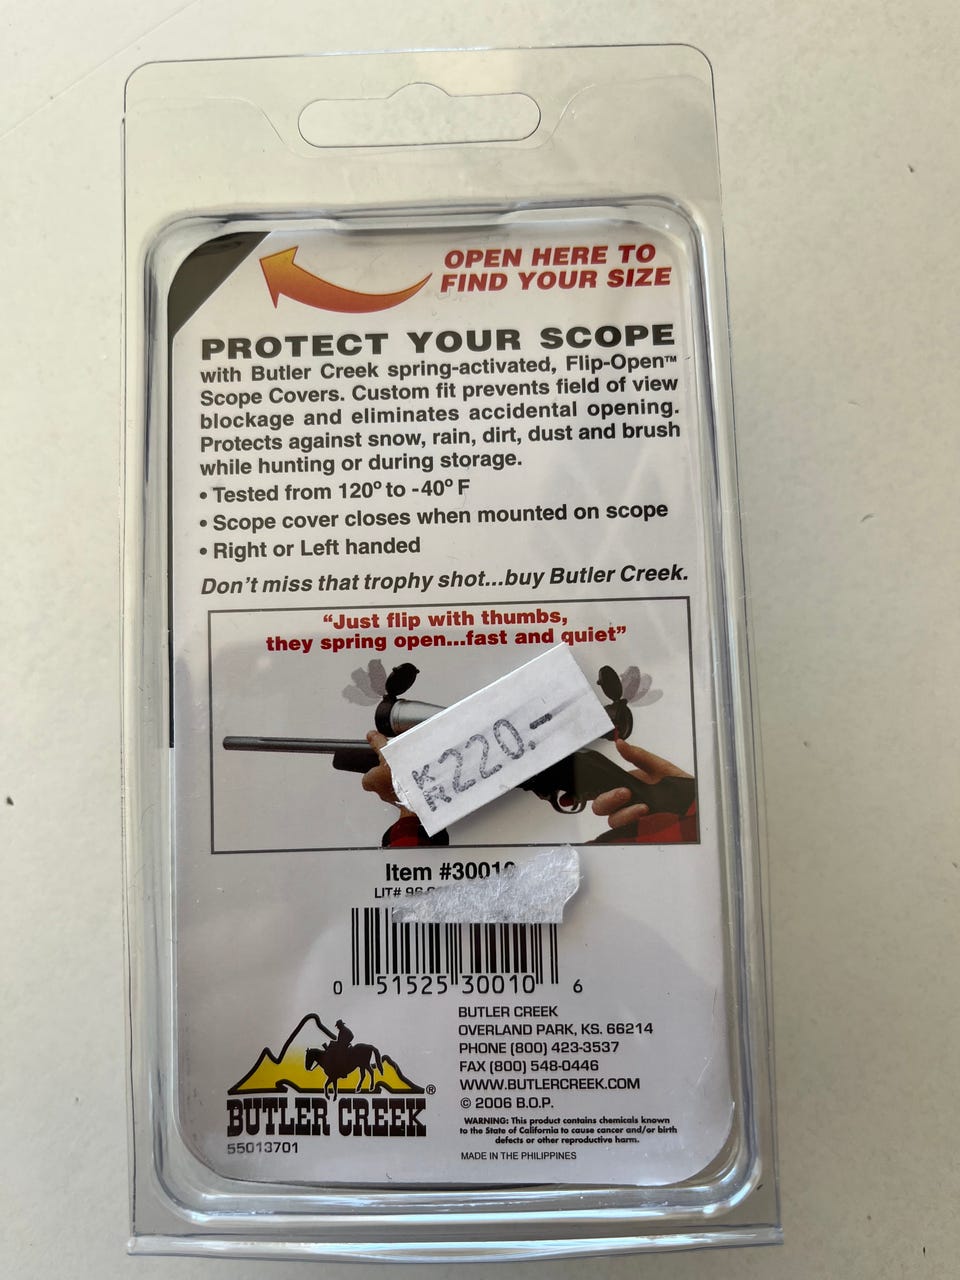 OPEN HERE TO
FIND YOUR SIZE
PROTECT YOUR SCOPE
with Butler Creek spring-activated, Flip-Open™
Scope Covers. Custom fit prevents field of view
blockage and eliminates accidental opening.
Protects against snow, rain, dirt, dust and brush
while hunting or during storage.
• Tested from 120° to -40° F
• Scope cover closes when mounted on scope
• Right or Left handed
Don't miss that trophy shot...buy Butler Creek.
“Just flip with thumbs,
they spring open...fast and quiet”
KR 220.-
Item #30010
LIT#
0 51525 30010 6
BUTLER CREEK
OVERLAND PARK, KS. 66214
PHONE (800) 423-3537
FAX (800) 548-0446
WWW.BUTLERCREEK.COM
© 2006 B.O.P.
WARNING: This product contains chemicals known
to the State of California to cause cancer and/or birth
defects or other reproductive harm.
MADE IN THE PHILIPPINES
BUTLER CREEK®
55013701